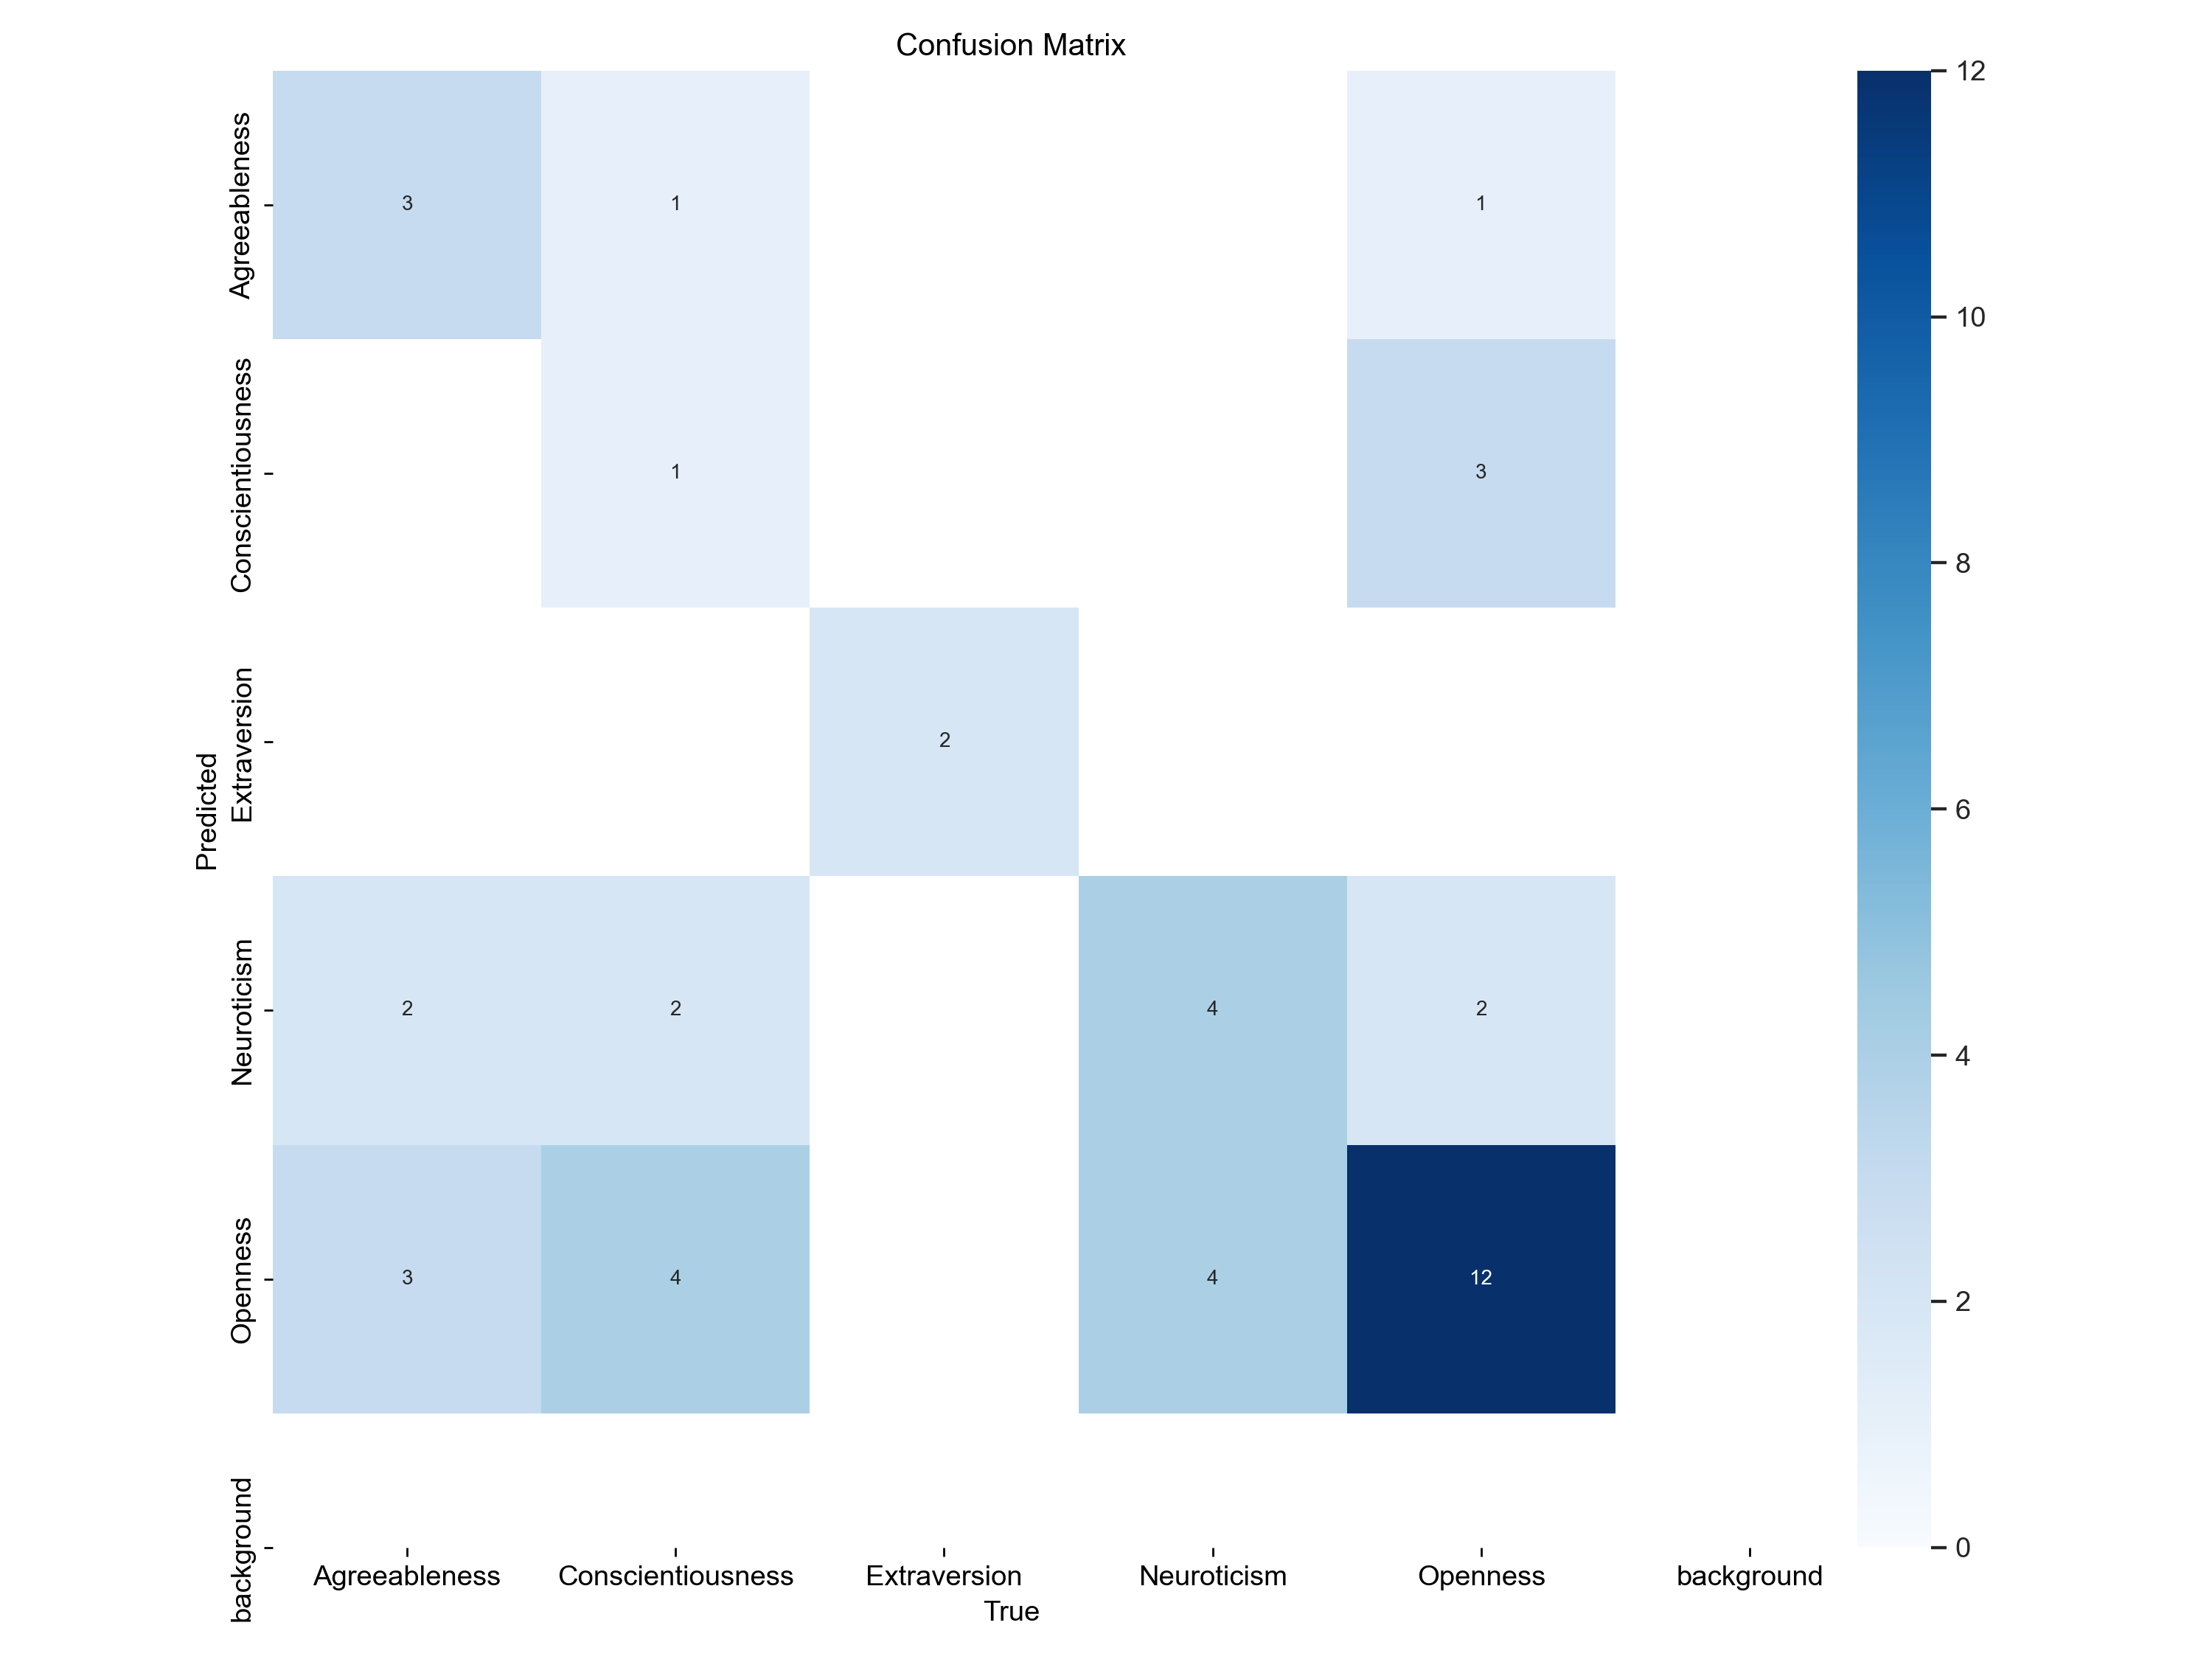 Confusion Matrix
12
Agreeableness
3
1
1
10
Conscientiousness
1
3
8
Predicted
Extraversion
2
6
Neuroticism
2
2
4
2
4
Openness
3
4
4
12
2
background
0
Agreeableness
Conscientiousness
Extraversion
Neuroticism
Openness
background
True